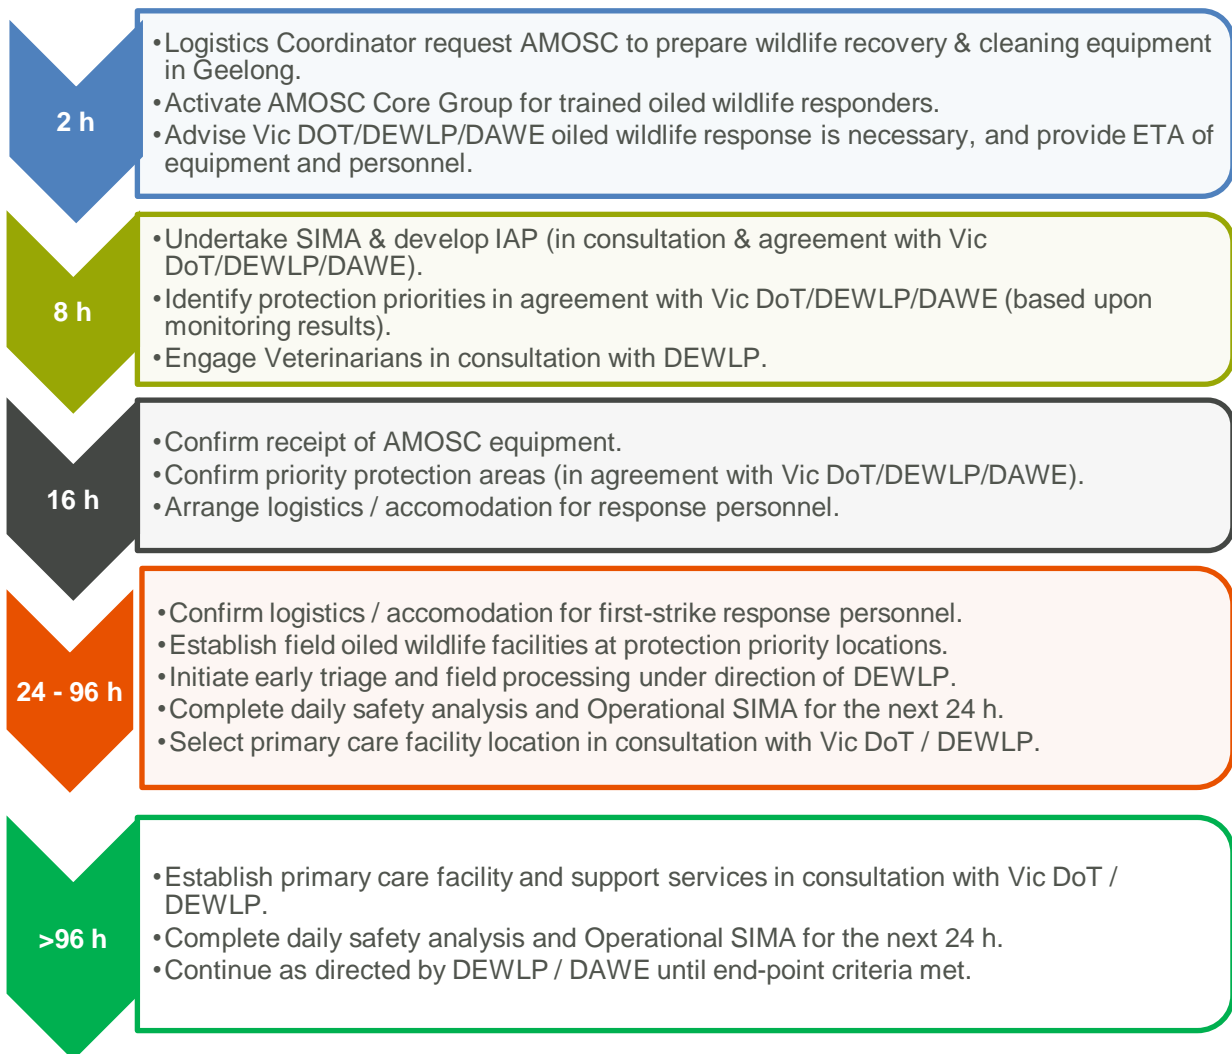 2 h
•Logistics Coordinator request AMOSC to prepare wildlife recovery & cleaning equipment
in Geelong.
•Activate AMOSC Core Group for trained oiled wildlife responders.
•Advise Vic DOT/DEWLP/DAWE oiled wildlife response is necessary, and provide ETA of
equipment and personnel.
8 h
•Undertake SIMA & develop IAP (in consultation & agreement with Vic
DoT/DEWLP/DAWE).
•Identify protection priorities in agreement with Vic DoT/DEWLP/DAWE (based upon
monitoring results).
•Engage Veterinarians in consultation with DEWLP.
16 h
•Confirm receipt of AMOSC equipment.
•Confirm priority protection areas (in agreement with Vic DoT/DEWLP/DAWE).
•Arrange logistics / accomodation for response personnel.
24 - 96 h
•Confirm logistics / accomodation for first-strike response personnel.
•Establish field oiled wildlife facilities at protection priority locations.
•Initiate early triage and field processing under direction of DEWLP.
•Complete daily safety analysis and Operational SIMA for the next 24 h.
•Select primary care facility location in consultation with Vic DoT / DEWLP.
>96 h
•Establish primary care facility and support services in consultation with Vic DoT /
DEWLP.
•Complete daily safety analysis and Operational SIMA for the next 24 h.
•Continue as directed by DEWLP / DAWE until end-point criteria met.